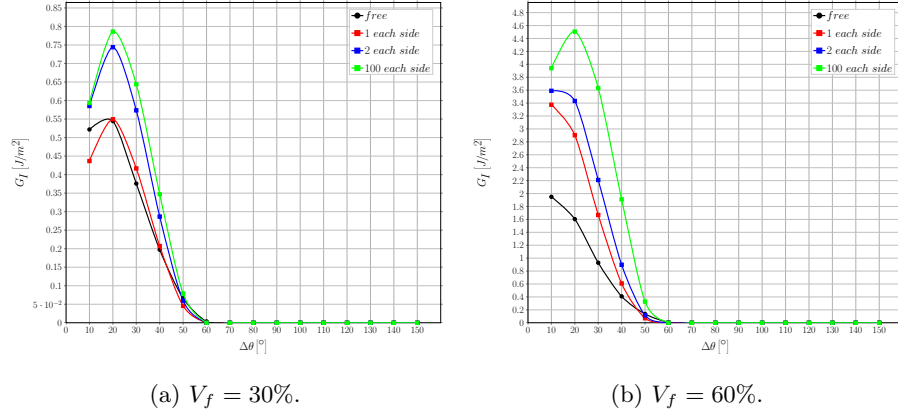 0.85
0.8
0.75
0.7
0.65
0.6
0.55
0.5
0.45
0.4
0.35
0.3
0.25
0.2
0.15
0.1
5 · 10⁻²
0 10 20 30 40 50 60 70 80 90 100 110 120 130 140 150
G_I [J/m²]
Δθ [°]
free
1 each side
2 each side
100 each side
(a) V_f = 30%.
4.8
4.6
4.4
4.2
4
3.8
3.6
3.4
3.2
3
2.8
2.6
2.4
2.2
2
1.8
1.6
1.4
1.2
1
0.8
0.6
0.4
0.2
0 10 20 30 40 50 60 70 80 90 100 110 120 130 140 150
G_I [J/m²]
Δθ [°]
free
1 each side
2 each side
100 each side
(b) V_f = 60%.